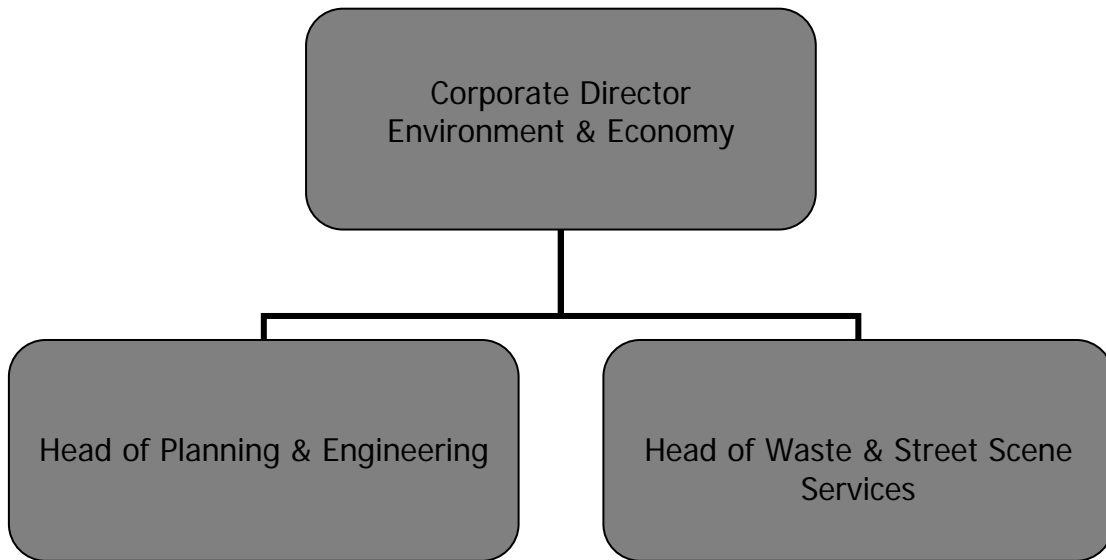 Corporate Director
Environment & Economy
Head of Planning & Engineering
Head of Waste & Street Scene
Services